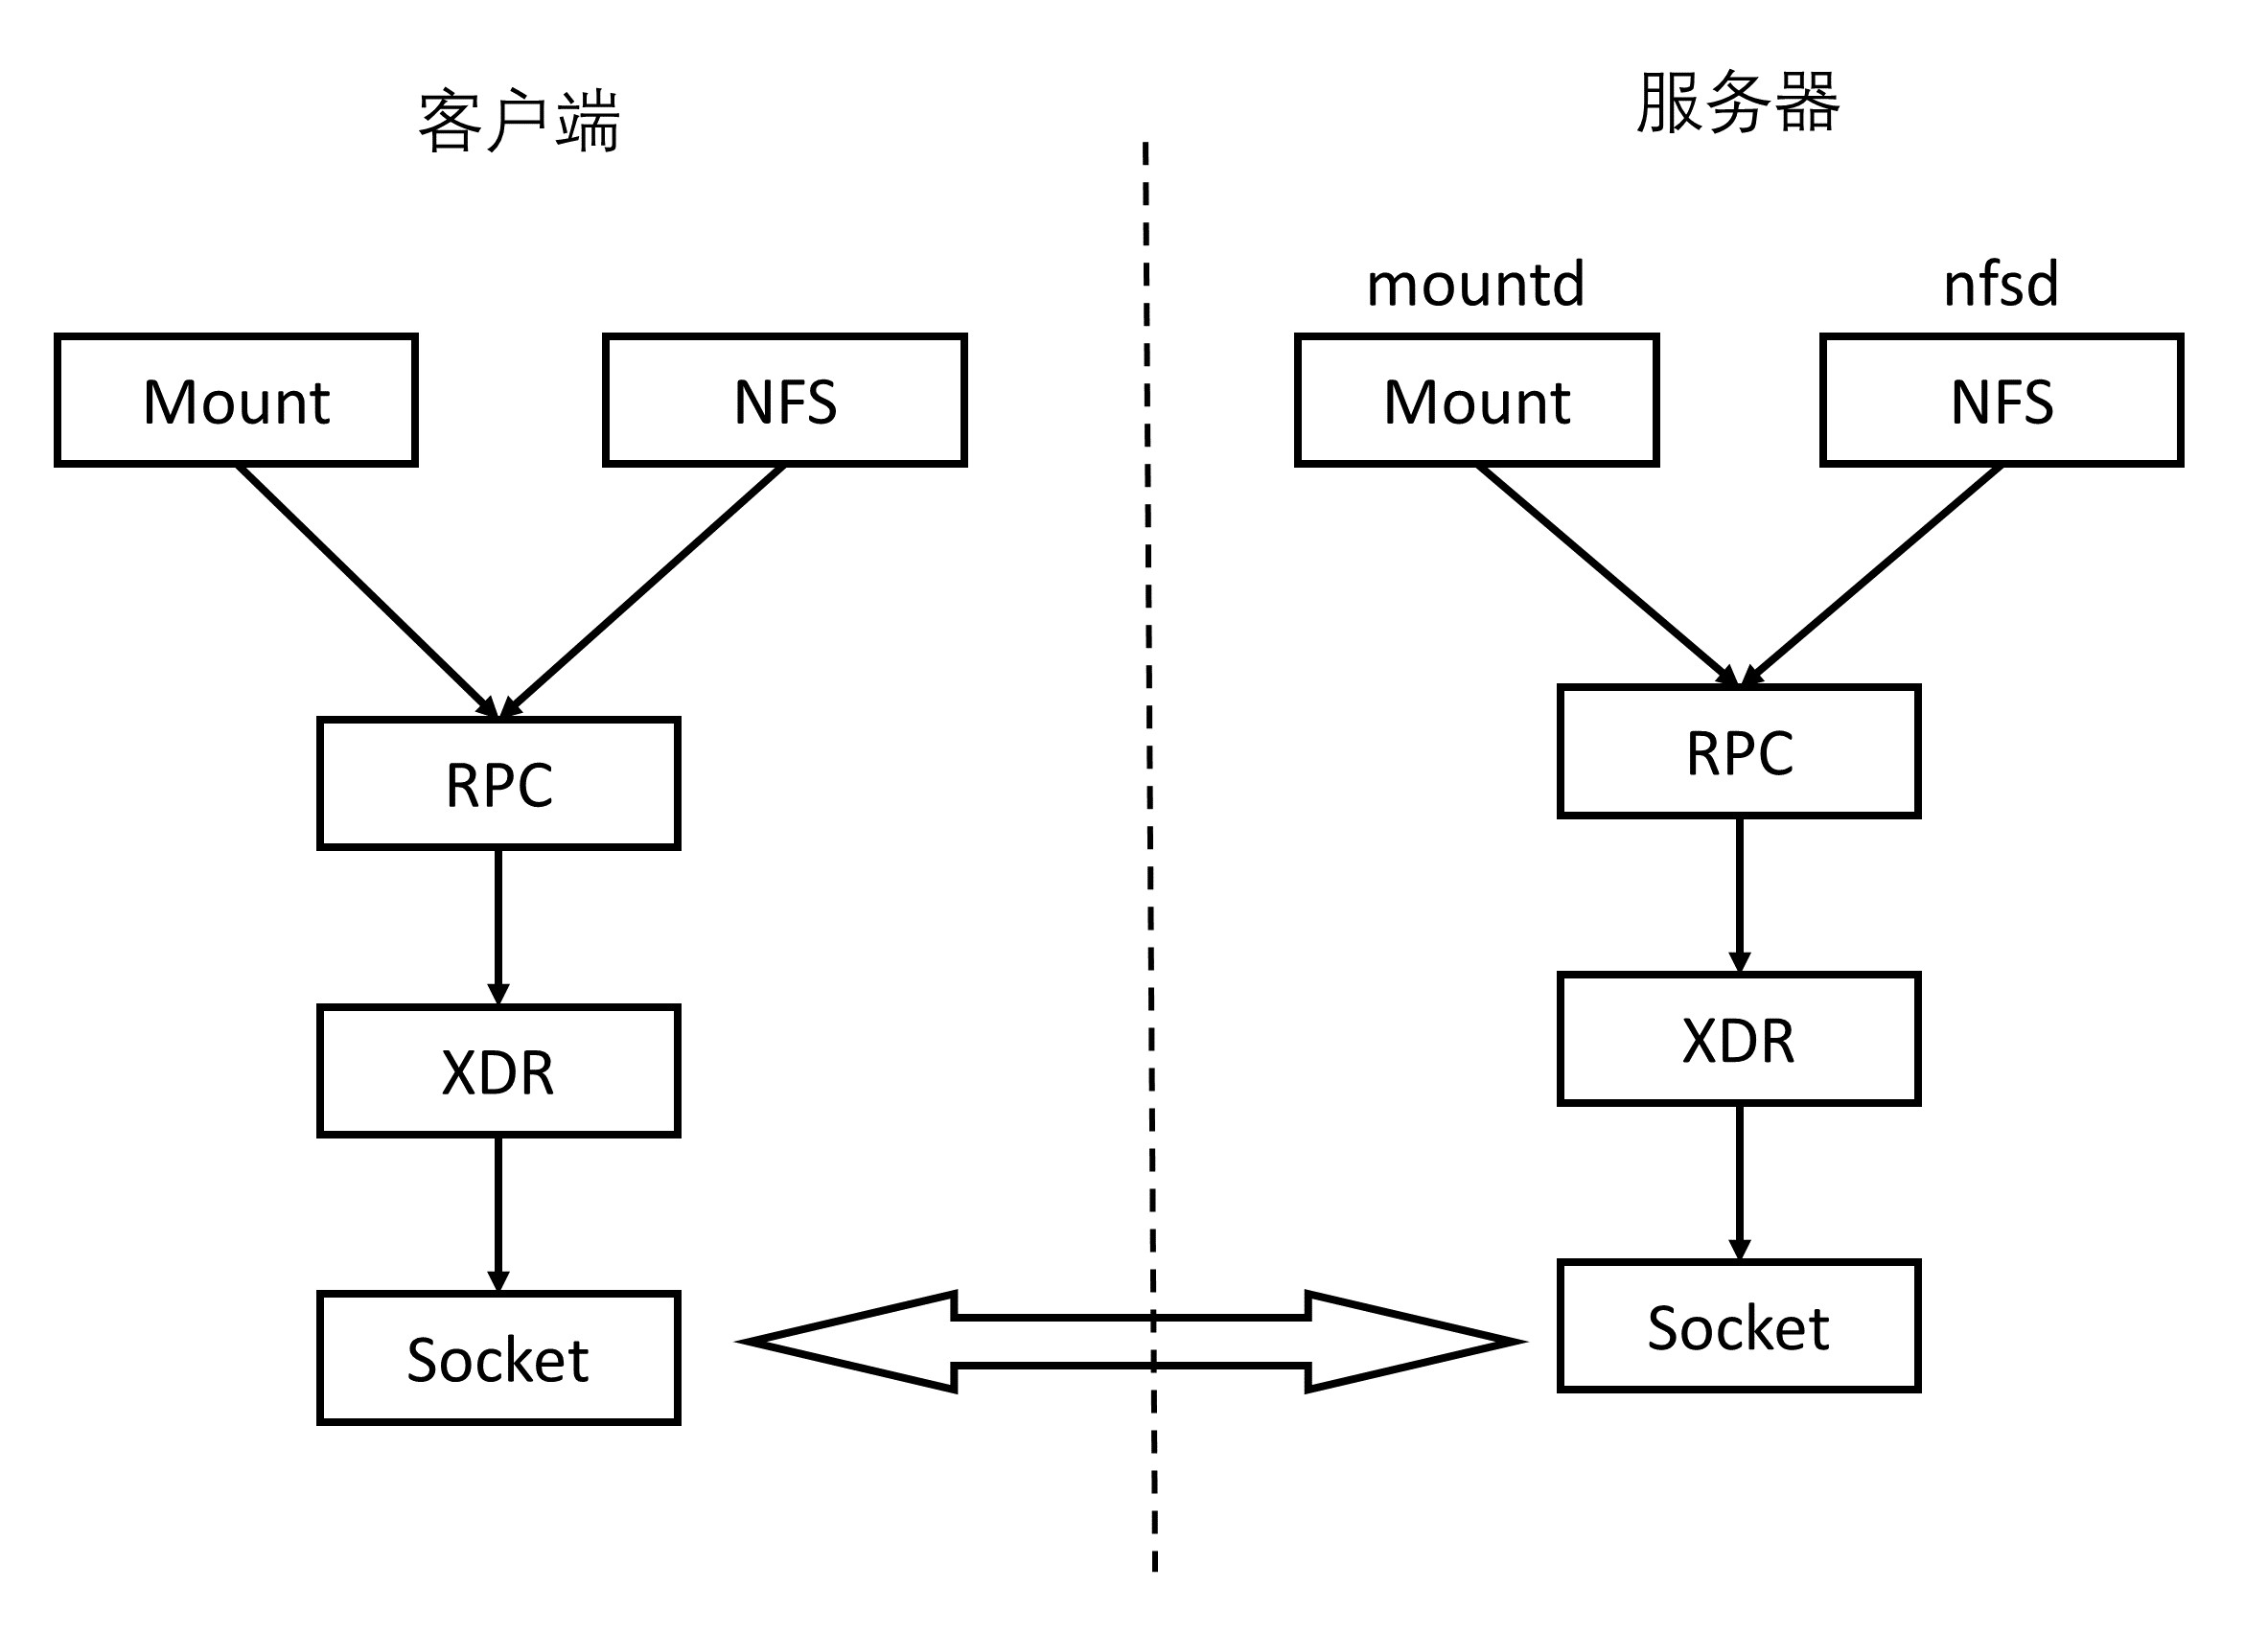 客户端
服务器
mountd
nfsd
Mount
NFS
Mount
NFS
RPC
RPC
XDR
XDR
Socket
Socket